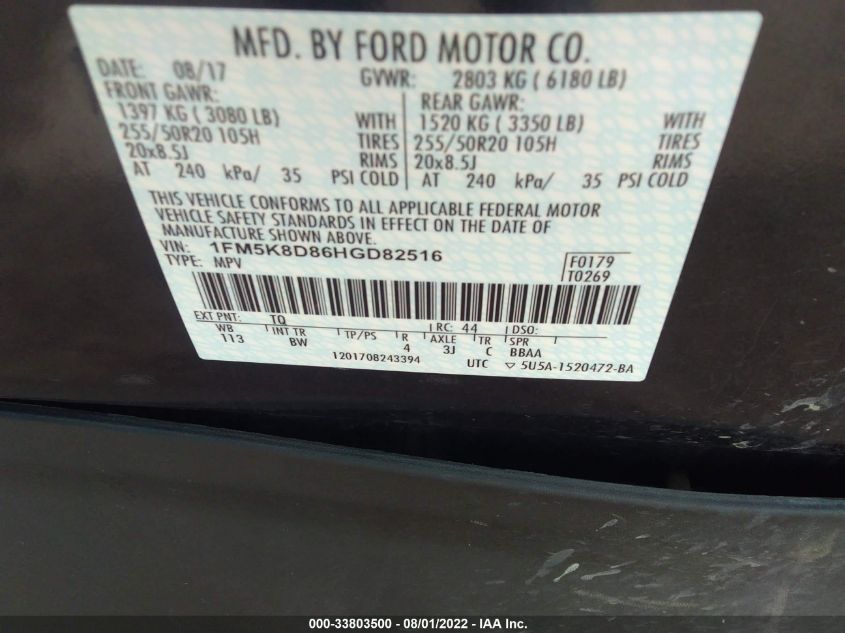 MFD. BY FORD MOTOR CO.
DATE: 08/17 GVWR: 2803 KG ( 6180 LB)
FRONT GAWR: REAR GAWR:
1397 KG ( 3080 LB) WITH 1520 KG ( 3350 LB) WITH
255/50R20 105H TIRES 255/50R20 105H TIRES
20x8.5J RIMS 20x8.5J RIMS
AT 240 kPa/ 35 PSI COLD AT 240 kPa/ 35 PSI COLD
THIS VEHICLE CONFORMS TO ALL APPLICABLE FEDERAL MOTOR
VEHICLE SAFETY STANDARDS IN EFFECT ON THE DATE OF
MANUFACTURE SHOWN ABOVE.
VIN: 1FM5K8D86HGD82516 F0179
TYPE: MPV T0269
EXT PNT: TQ RC: 44 DSO:
WB INT TR TP/PS R AXLE TR SPR
113 BW 4 3J C BBAA
1201708243394 UTC ▽ 5U5A-1520472-BA
000-33803500 - 08/01/2022 - IAA Inc.